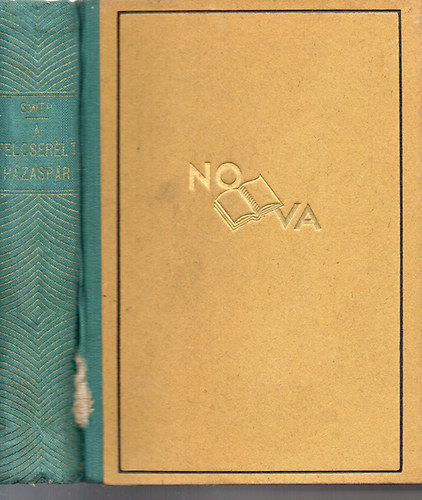 SMITH
A
FELCSERÉLT
HÁZASPÁR
NO
VA